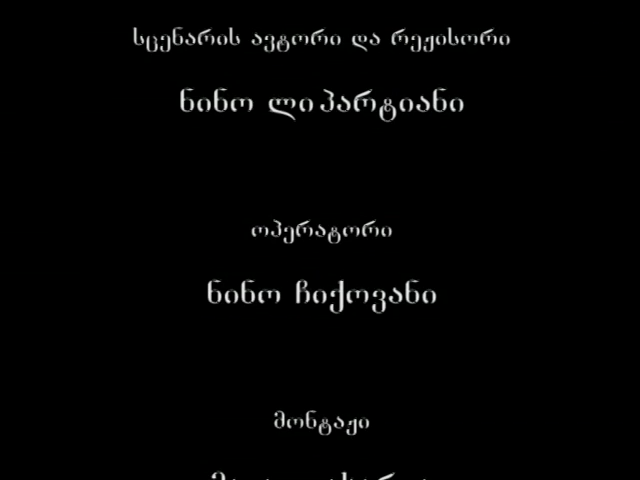 სცენარის ავტორი და რეჟისორი
ნინო ლიპარტიანი
ოპერატორი
ნინო ჩიქოვანი
მონტაჟი